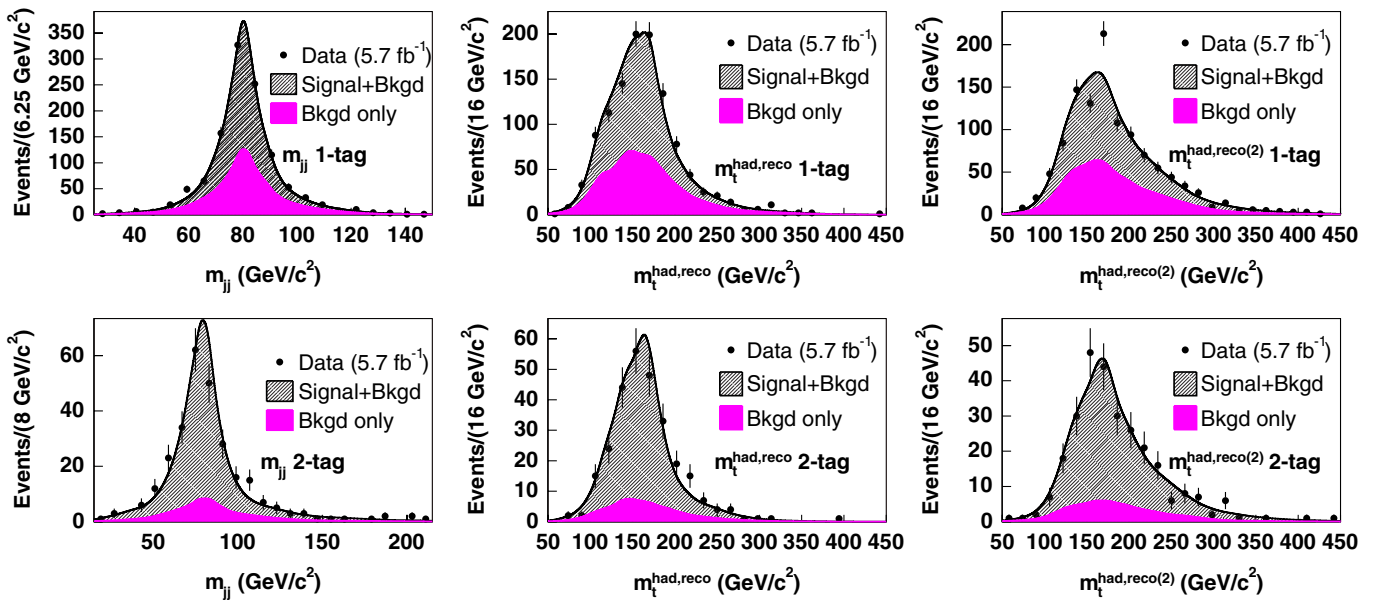 Events/(6.25 GeV/c²)
350
300
250
200
150
100
50
0
Data (5.7 fb⁻¹)
Signal+Bkgd
Bkgd only
m_jj 1-tag
40 60 80 100 120 140
m_jj (GeV/c²)
Events/(16 GeV/c²)
200
150
100
50
0
Data (5.7 fb⁻¹)
Signal+Bkgd
Bkgd only
m_t^had,reco 1-tag
50 100 150 200 250 300 350 400 450
m_t^had,reco (GeV/c²)
Events/(16 GeV/c²)
200
150
100
50
0
Data (5.7 fb⁻¹)
Signal+Bkgd
Bkgd only
m_t^had,reco(2) 1-tag
50 100 150 200 250 300 350 400 450
m_t^had,reco(2) (GeV/c²)
Events/(8 GeV/c²)
60
40
20
0
Data (5.7 fb⁻¹)
Signal+Bkgd
Bkgd only
m_jj 2-tag
50 100 150 200
m_jj (GeV/c²)
Events/(16 GeV/c²)
60
50
40
30
20
10
0
Data (5.7 fb⁻¹)
Signal+Bkgd
Bkgd only
m_t^had,reco 2-tag
50 100 150 200 250 300 350 400 450
m_t^had,reco (GeV/c²)
Events/(16 GeV/c²)
50
40
30
20
10
0
Data (5.7 fb⁻¹)
Signal+Bkgd
Bkgd only
m_t^had,reco(2) 2-tag
50 100 150 200 250 300 350 400 450
m_t^had,reco(2) (GeV/c²)